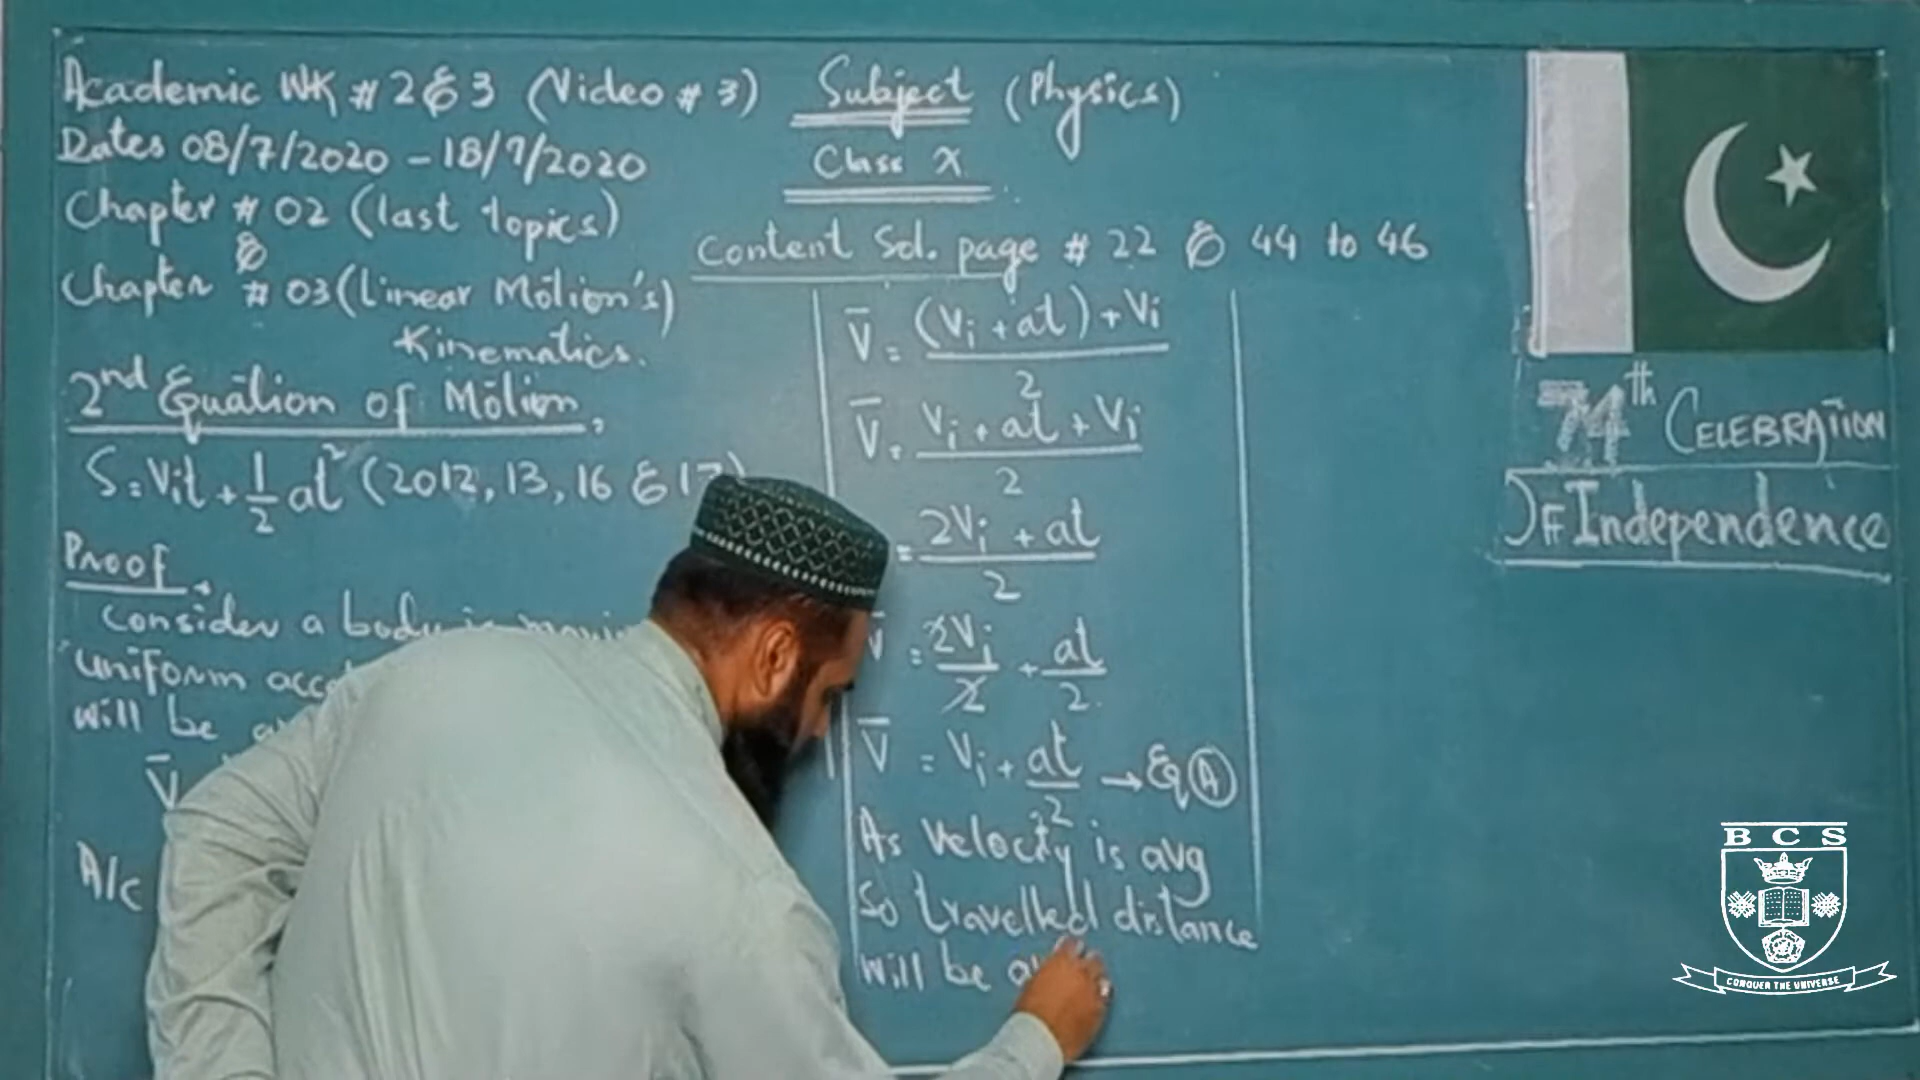 Academic WK # 2 & 3 (Video # 3)
Subject (Physics)
Dates 08/7/2020 - 18/7/2020
Class X
Chapter # 02 (last topics)
&
Content Sd. page # 22 & 44 to 46
Chapter # 03 (linear Motion's)
Kinematics.
2nd Equation of Motion,
S = Vit + 1/2 at² (2012, 13, 16 & 17)
Proof
Consider a body is
uniform
will be
V̄
A/c
V̄ = (Vi + at) + Vi / 2
V̄ = Vi + at + Vi / 2
= 2Vi + at / 2
V̄ = 2Vi / 2 + at / 2.
V̄ = Vi + at / 2 → Eq A
As velocity is avg
So travelled distance
will be
74th CELEBRATION
OF Independence
BCS
CONQUER THE UNIVERSE